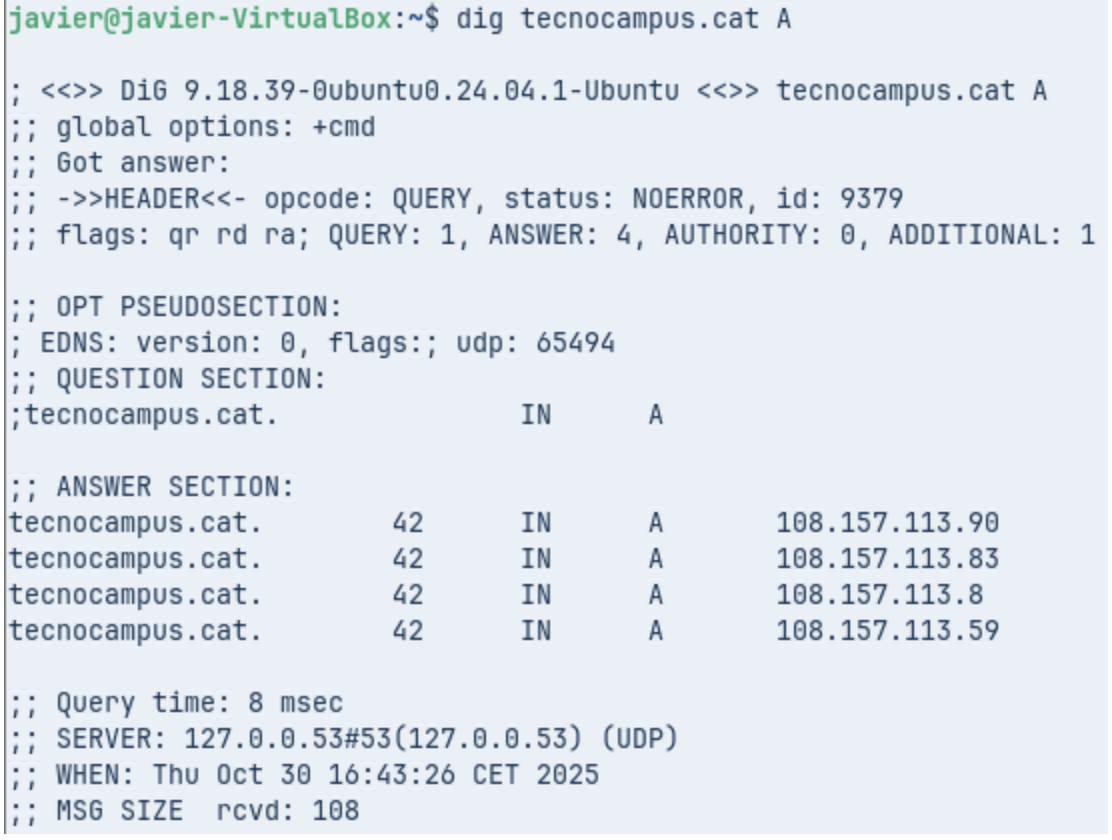 javier@javier-VirtualBox:~$ dig tecnocampus.cat A

; <<>> DiG 9.18.39-0ubuntu0.24.04.1-Ubuntu <<>> tecnocampus.cat A
;; global options: +cmd
;; Got answer:
;; ->>HEADER<<- opcode: QUERY, status: NOERROR, id: 9379
;; flags: qr rd ra; QUERY: 1, ANSWER: 4, AUTHORITY: 0, ADDITIONAL: 1

;; OPT PSEUDOSECTION:
; EDNS: version: 0, flags:; udp: 65494
;; QUESTION SECTION:
;tecnocampus.cat.		IN	A

;; ANSWER SECTION:
tecnocampus.cat.	42	IN	A	108.157.113.90
tecnocampus.cat.	42	IN	A	108.157.113.83
tecnocampus.cat.	42	IN	A	108.157.113.8
tecnocampus.cat.	42	IN	A	108.157.113.59

;; Query time: 8 msec
;; SERVER: 127.0.0.53#53(127.0.0.53) (UDP)
;; WHEN: Thu Oct 30 16:43:26 CET 2025
;; MSG SIZE  rcvd: 108